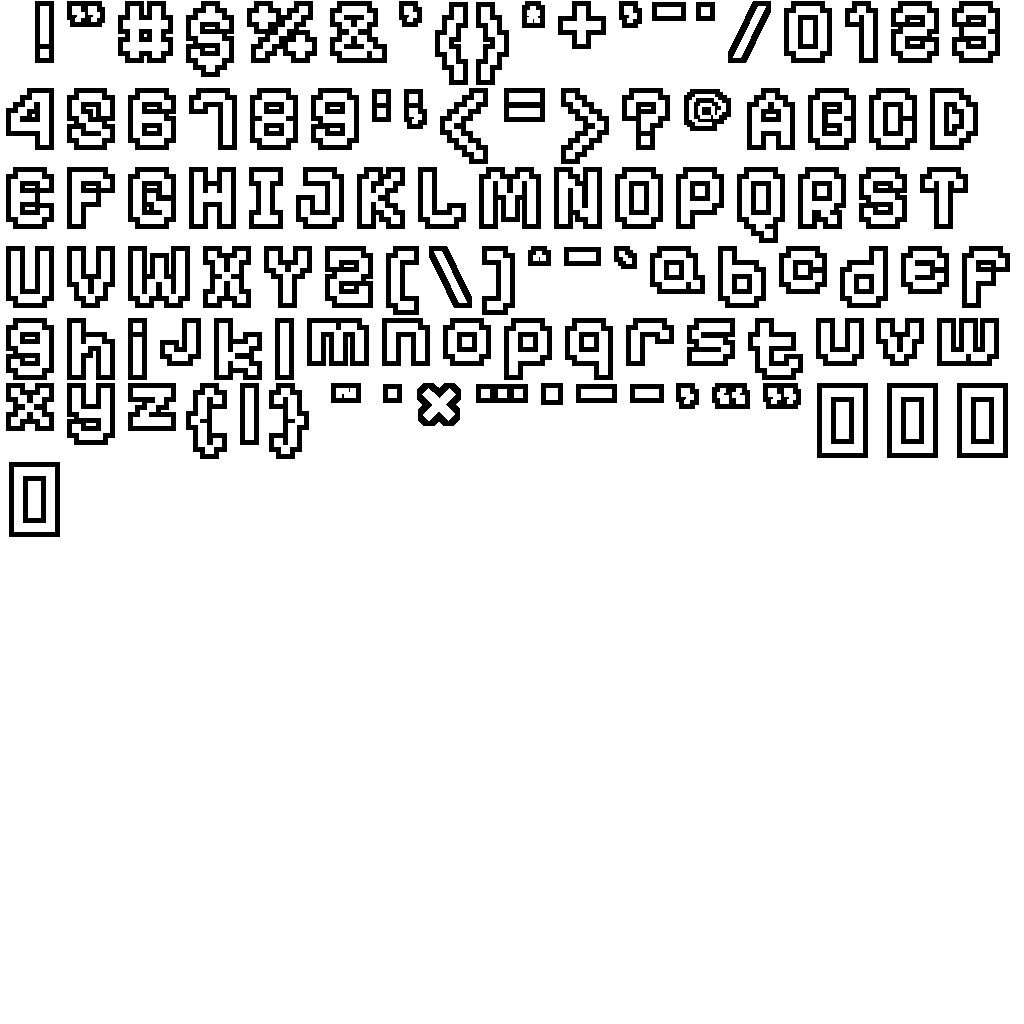 !"#$%&'()*+,-./0123
456789:;<=>?@ABCD
EFGHIJKLMNOPQRST
UVWXYZ[\]^_`abcdef
ghijklmnopqrstuvw
xyz{|}~